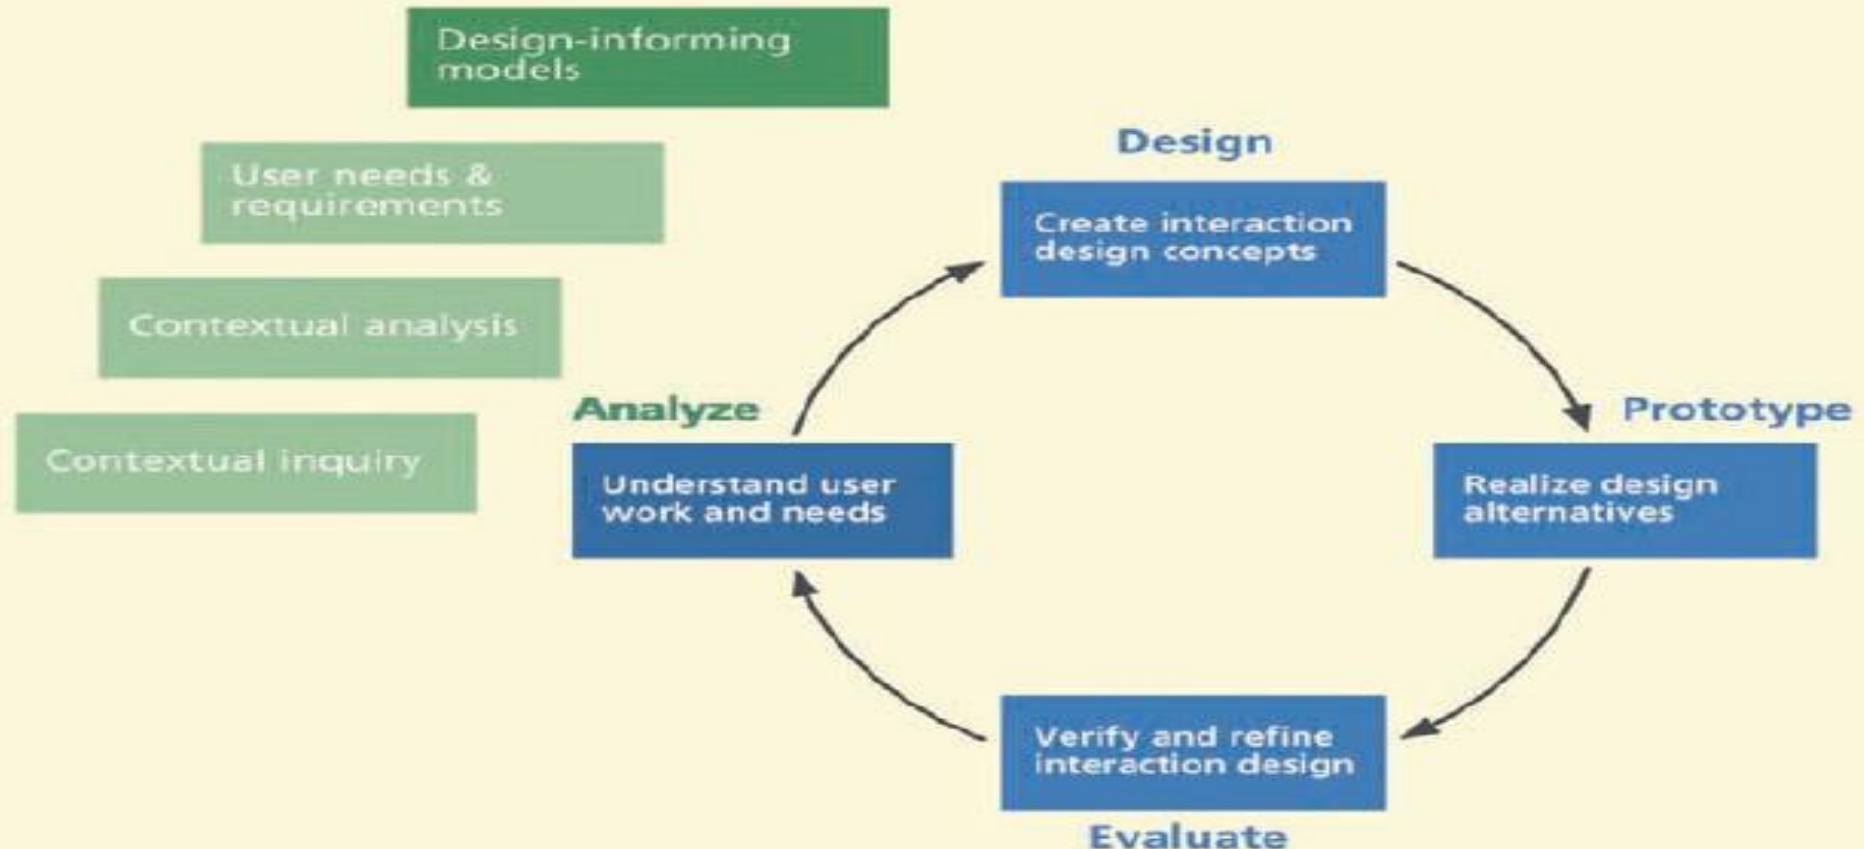 Design-informing
models
User needs &
requirements
Contextual analysis
Contextual inquiry
Analyze
Understand user
work and needs
Design
Create interaction
design concepts
Prototype
Realize design
alternatives
Verify and refine
interaction design
Evaluate